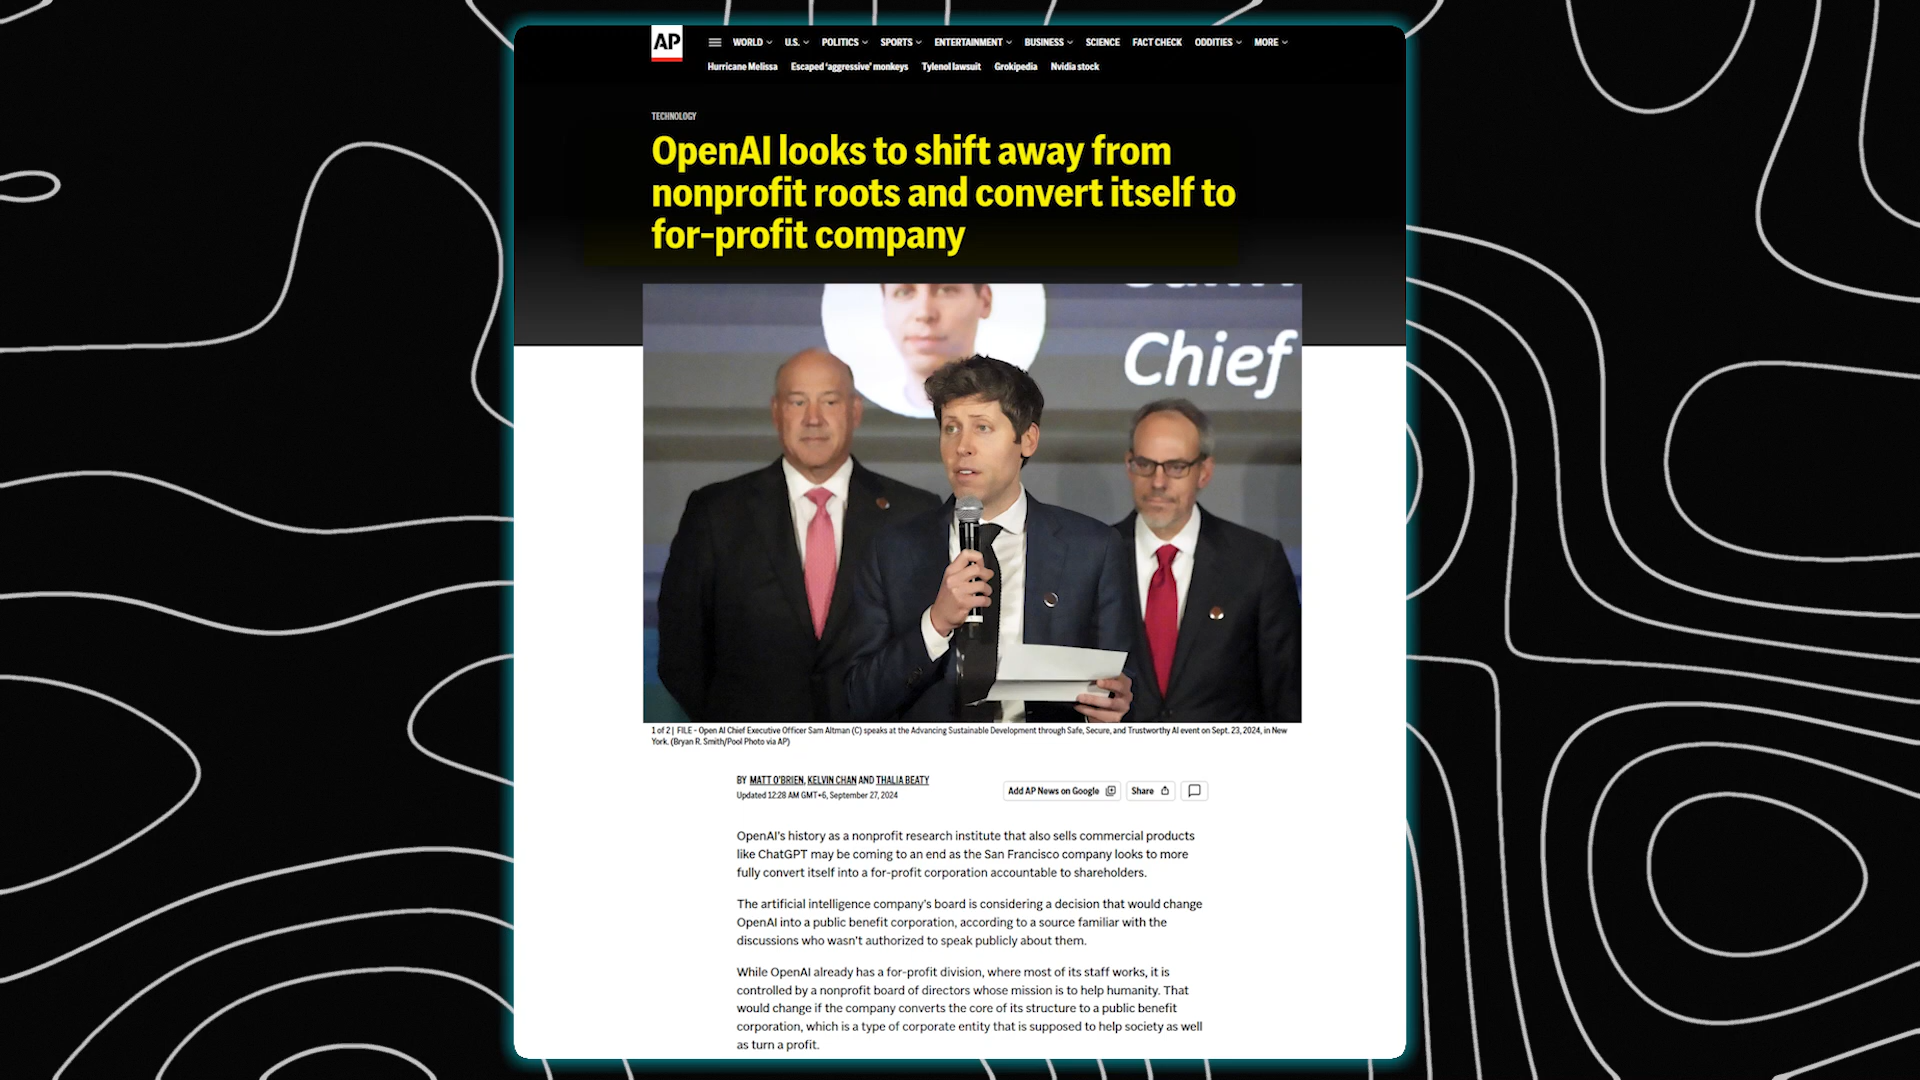 AP
WORLD U.S. POLITICS SPORTS ENTERTAINMENT BUSINESS SCIENCE FACT CHECK ODDITIES MORE
Hurricane Melissa Escaped 'aggressive' monkeys Tylenol lawsuit Grokipedia Nvidia stock
TECHNOLOGY
OpenAI looks to shift away from
nonprofit roots and convert itself to
for-profit company
Chief
1 of 2 | FILE - Open AI Chief Executive Officer Sam Altman (C) speaks at the Advancing Sustainable Development through Safe, Secure, and Trustworthy AI event on Sept. 23, 2024, in New
York. (Bryan R. Smith/Pool Photo via AP)
BY MATT O'BRIEN, KELVIN CHAN AND THALIA BEATY
Updated 12:28 AM GMT+6, September 27, 2024
Add AP News on Google Share
OpenAI's history as a nonprofit research institute that also sells commercial products
like ChatGPT may be coming to an end as the San Francisco company looks to more
fully convert itself into a for-profit corporation accountable to shareholders.
The artificial intelligence company's board is considering a decision that would change
OpenAI into a public benefit corporation, according to a source familiar with the
discussions who wasn't authorized to speak publicly about them.
While OpenAI already has a for-profit division, where most of its staff works, it is
controlled by a nonprofit board of directors whose mission is to help humanity. That
would change if the company converts the core of its structure to a public benefit
corporation, which is a type of corporate entity that is supposed to help society as well
as turn a profit.